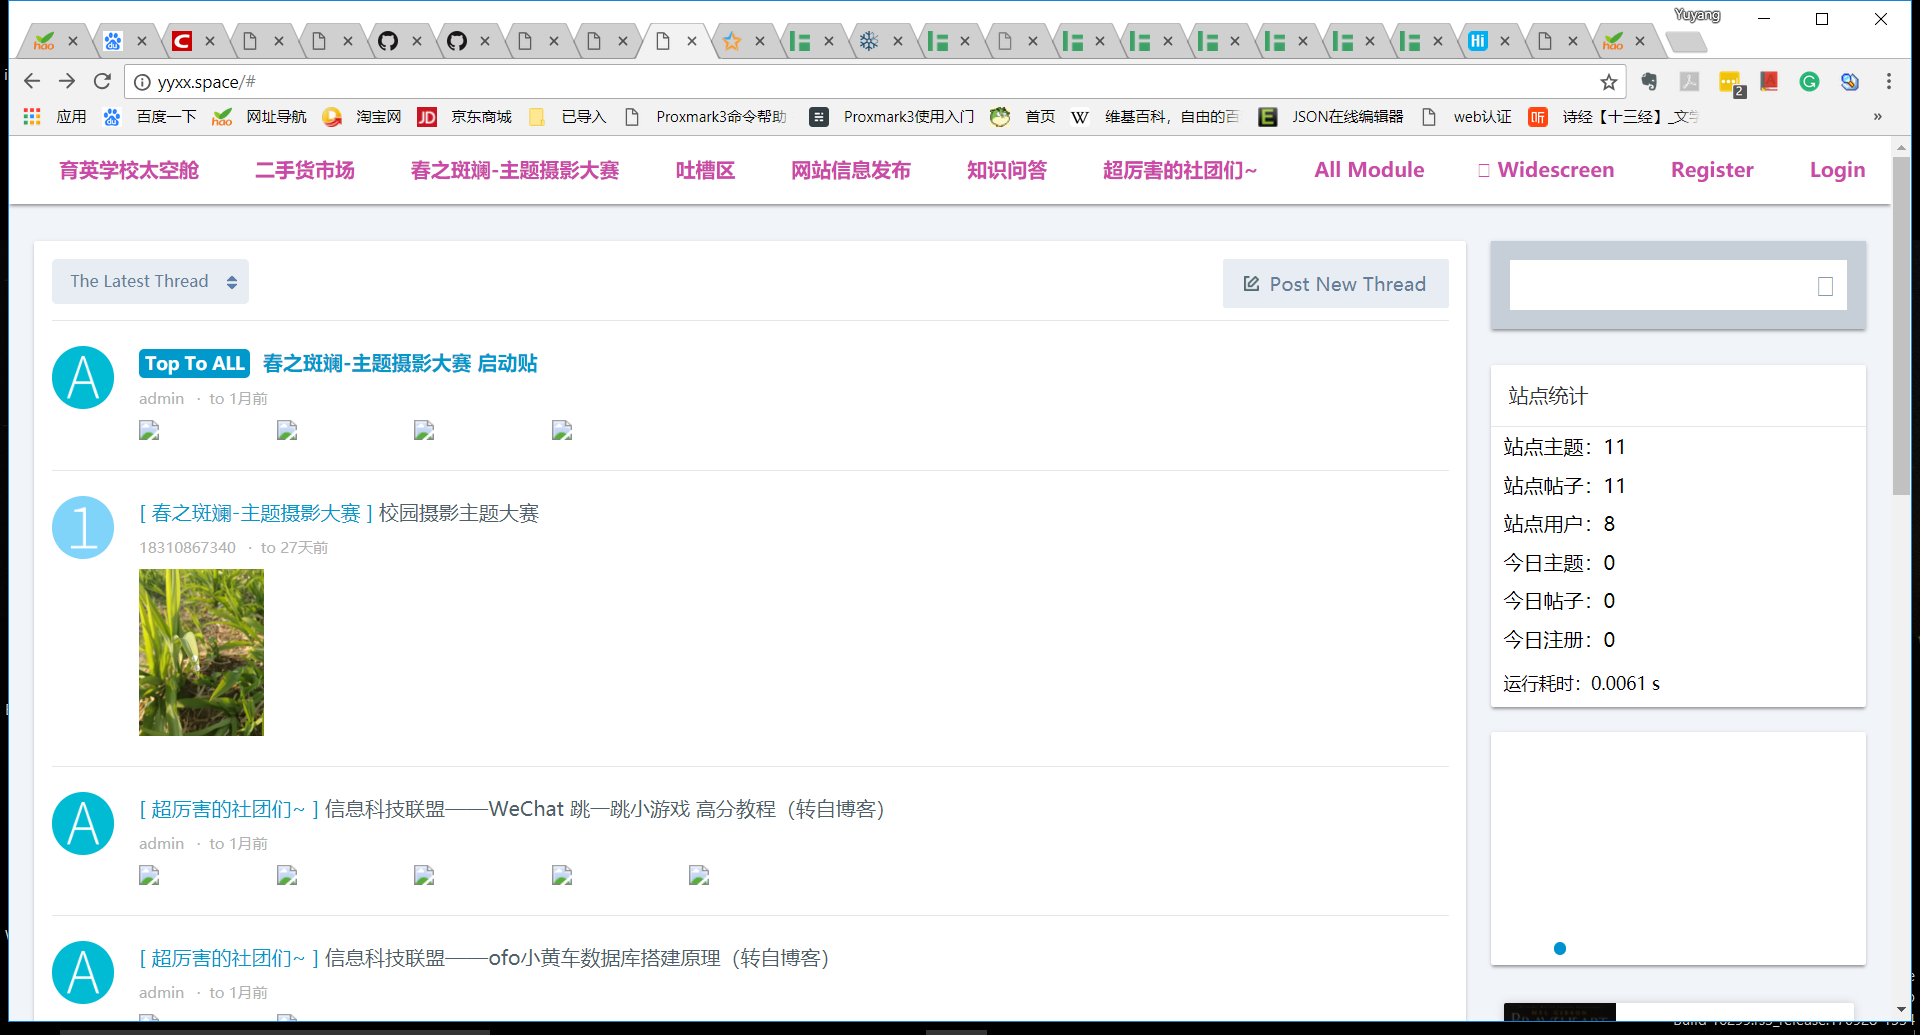 Yuyang
yyxx.space/#
2
应用 百度一下 网址导航 淘宝网 JD 京东商城 已导入 Proxmark3命令帮助 Proxmark3使用入门 首页 W 维基百科，自由的百 E JSON在线编辑器 web认证 听 诗经【十三经】_文学 »
育英学校太空舱 二手货市场 春之斑斓-主题摄影大赛 吐槽区 网站信息发布 知识问答 超厉害的社团们~ All Module Widescreen Register Login
The Latest Thread
Post New Thread
A
Top To ALL 春之斑斓-主题摄影大赛 启动贴
admin · to 1月前
1
[ 春之斑斓-主题摄影大赛 ] 校园摄影主题大赛
18310867040 · to 27天前
A
[ 超厉害的社团们~ ] 信息科技联盟——WeChat 跳一跳小游戏 高分教程（转自博客）
admin · to 1月前
A
[ 超厉害的社团们~ ] 信息科技联盟——ofo小黄车数据库搭建原理（转自博客）
admin · to 1月前
站点统计
站点主题：11
站点帖子：11
站点用户：8
今日主题：0
今日帖子：0
今日注册：0
运行耗时：0.0061 s